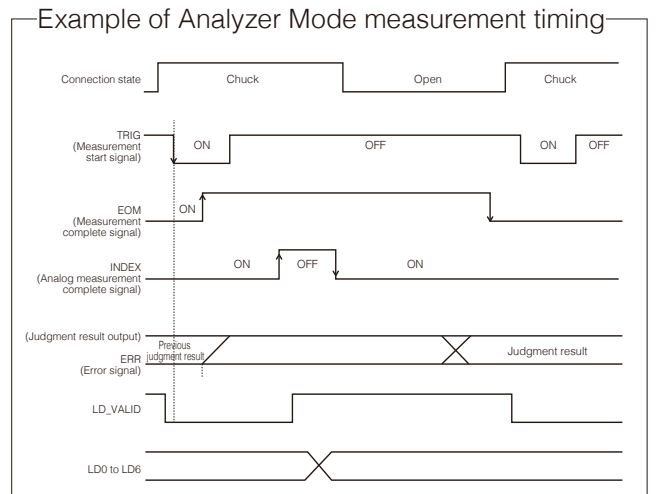 Example of Analyzer Mode measurement timing
Connection state
Chuck
Open
Chuck
TRIG
(Measurement
start signal)
ON
OFF
ON
OFF
EOM
(Measurement
complete signal)
ON
INDEX
(Analog measurement
complete signal)
ON
OFF
ON
(Judgment result output)
ERR
(Error signal)
Previous
judgment result
Judgment result
LD_VALID
LD0 to LD6